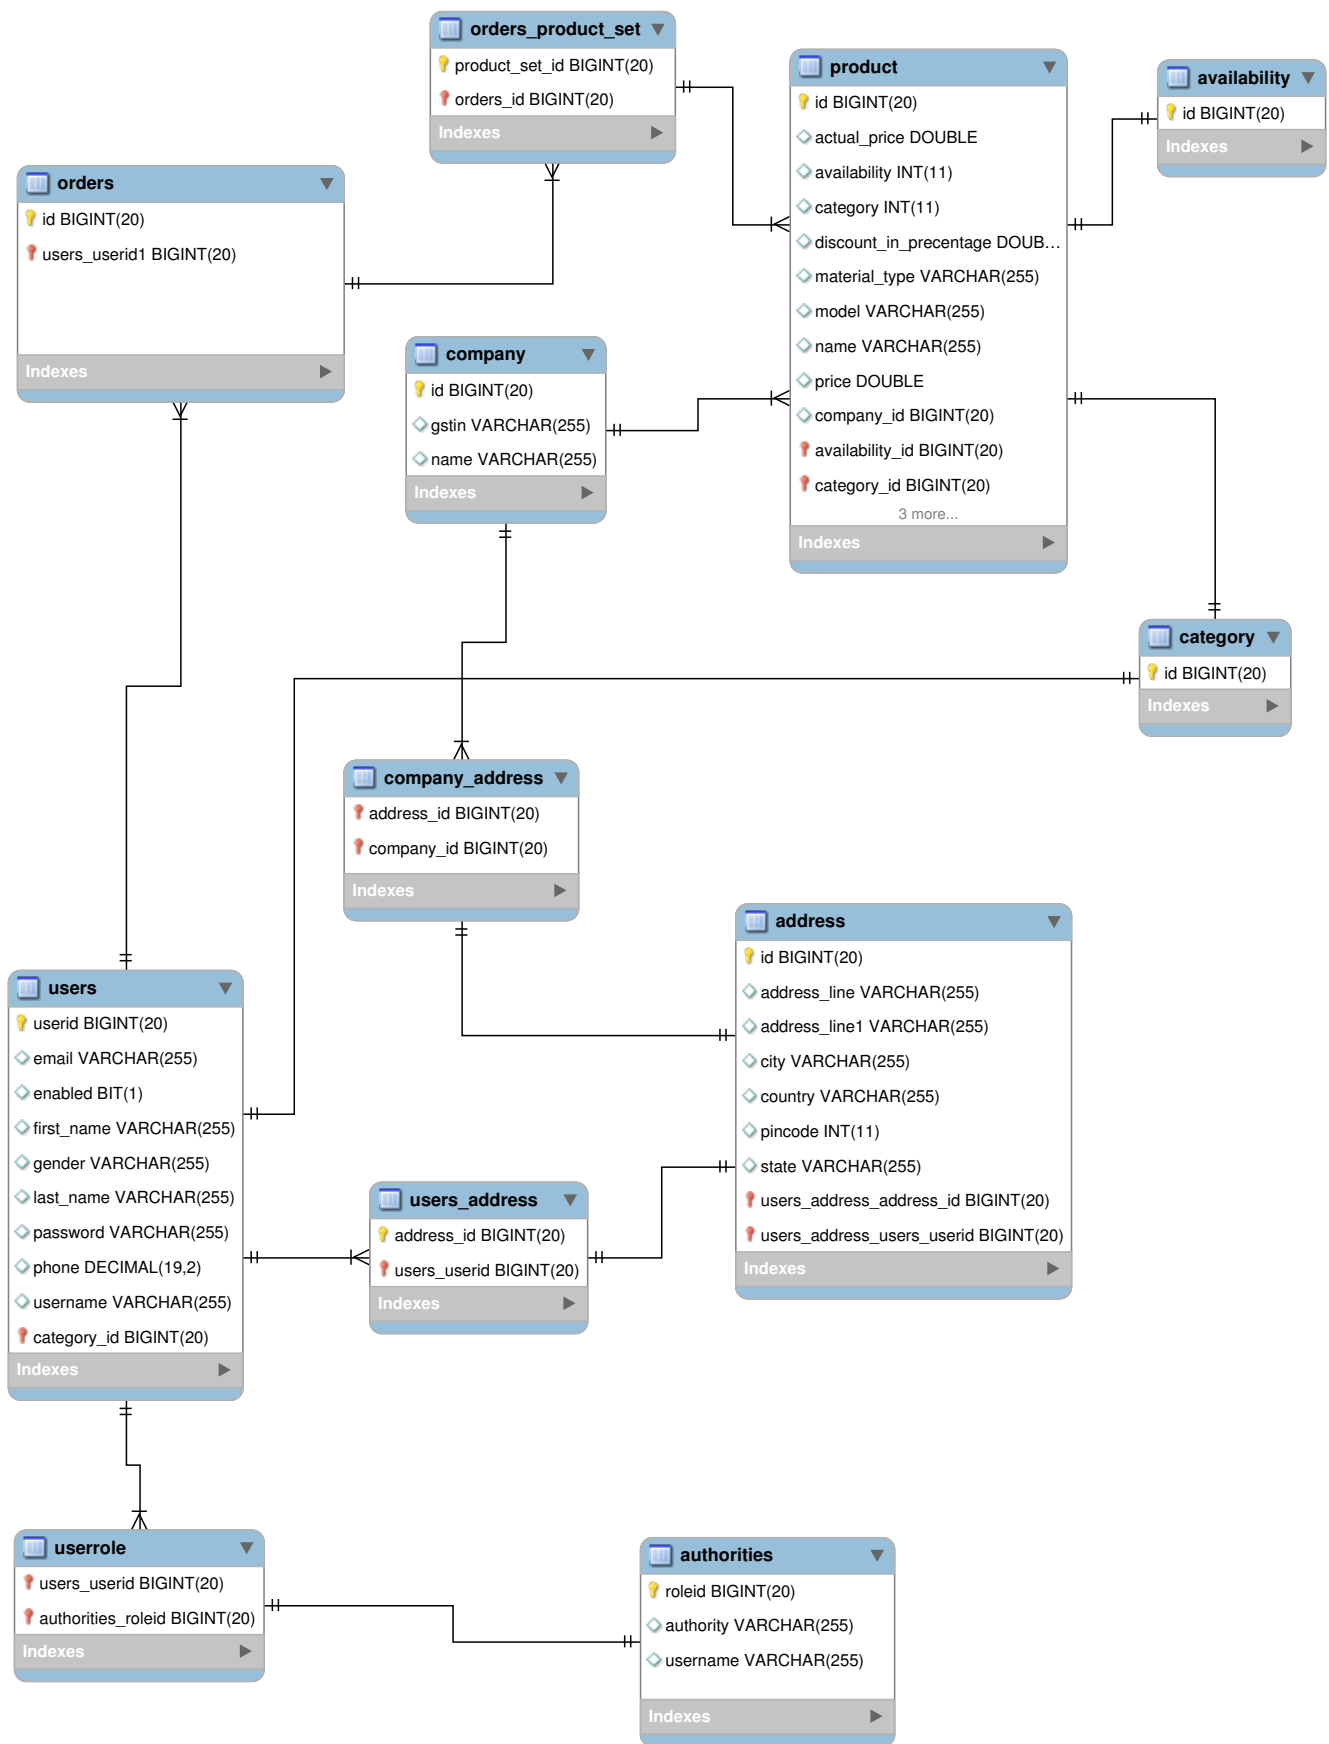 orders_product_set
product_set_id BIGINT(20)
orders_id BIGINT(20)
Indexes
product
id BIGINT(20)
actual_price DOUBLE
availability INT(11)
category INT(11)
discount_in_precentage DOUB...
material_type VARCHAR(255)
model VARCHAR(255)
name VARCHAR(255)
price DOUBLE
company_id BIGINT(20)
availability_id BIGINT(20)
category_id BIGINT(20)
3 more...
Indexes
availability
id BIGINT(20)
Indexes
orders
id BIGINT(20)
users_userid1 BIGINT(20)
Indexes
company
id BIGINT(20)
gstin VARCHAR(255)
name VARCHAR(255)
Indexes
category
id BIGINT(20)
Indexes
company_address
address_id BIGINT(20)
company_id BIGINT(20)
Indexes
address
id BIGINT(20)
address_line VARCHAR(255)
address_line1 VARCHAR(255)
city VARCHAR(255)
country VARCHAR(255)
pincode INT(11)
state VARCHAR(255)
users_address_address_id BIGINT(20)
users_address_users_userid BIGINT(20)
Indexes
users
userid BIGINT(20)
email VARCHAR(255)
enabled BIT(1)
first_name VARCHAR(255)
gender VARCHAR(255)
last_name VARCHAR(255)
password VARCHAR(255)
phone DECIMAL(19,2)
username VARCHAR(255)
category_id BIGINT(20)
Indexes
users_address
address_id BIGINT(20)
users_userid BIGINT(20)
Indexes
userrole
users_userid BIGINT(20)
authorities_roleid BIGINT(20)
Indexes
authorities
roleid BIGINT(20)
authority VARCHAR(255)
username VARCHAR(255)
Indexes